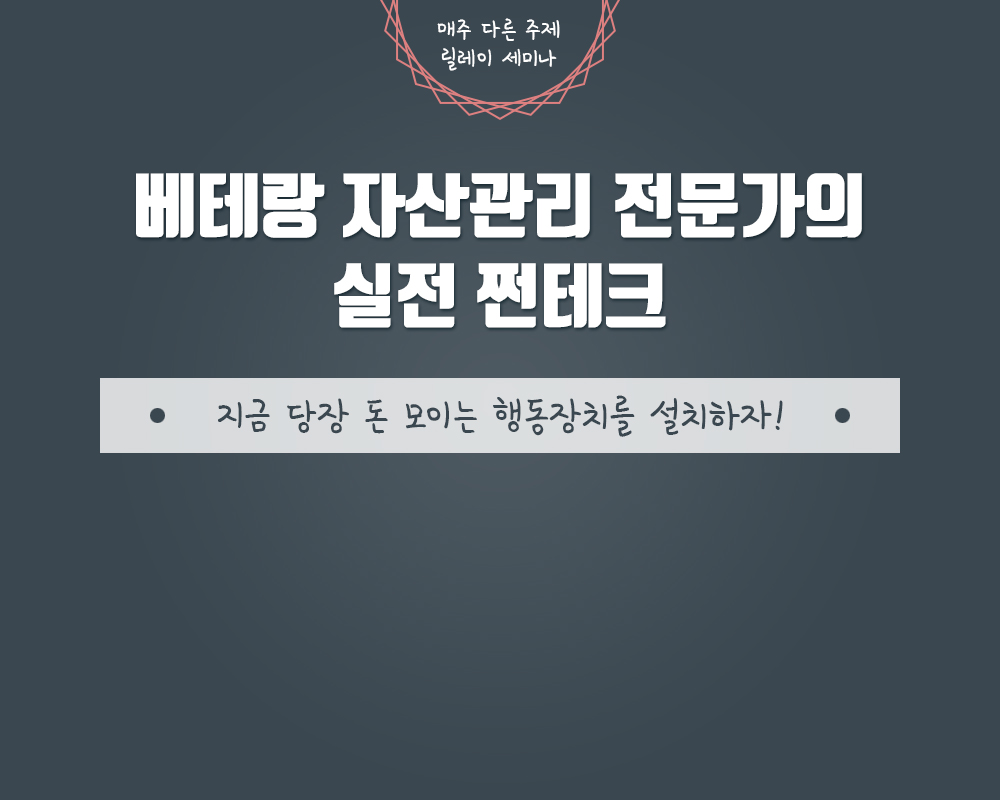 매주 다른 주제
릴레이 세미나
베테랑 자산관리 전문가의
실전 쩐테크
지금 당장 돈 모이는 행동장치를 설치하자!